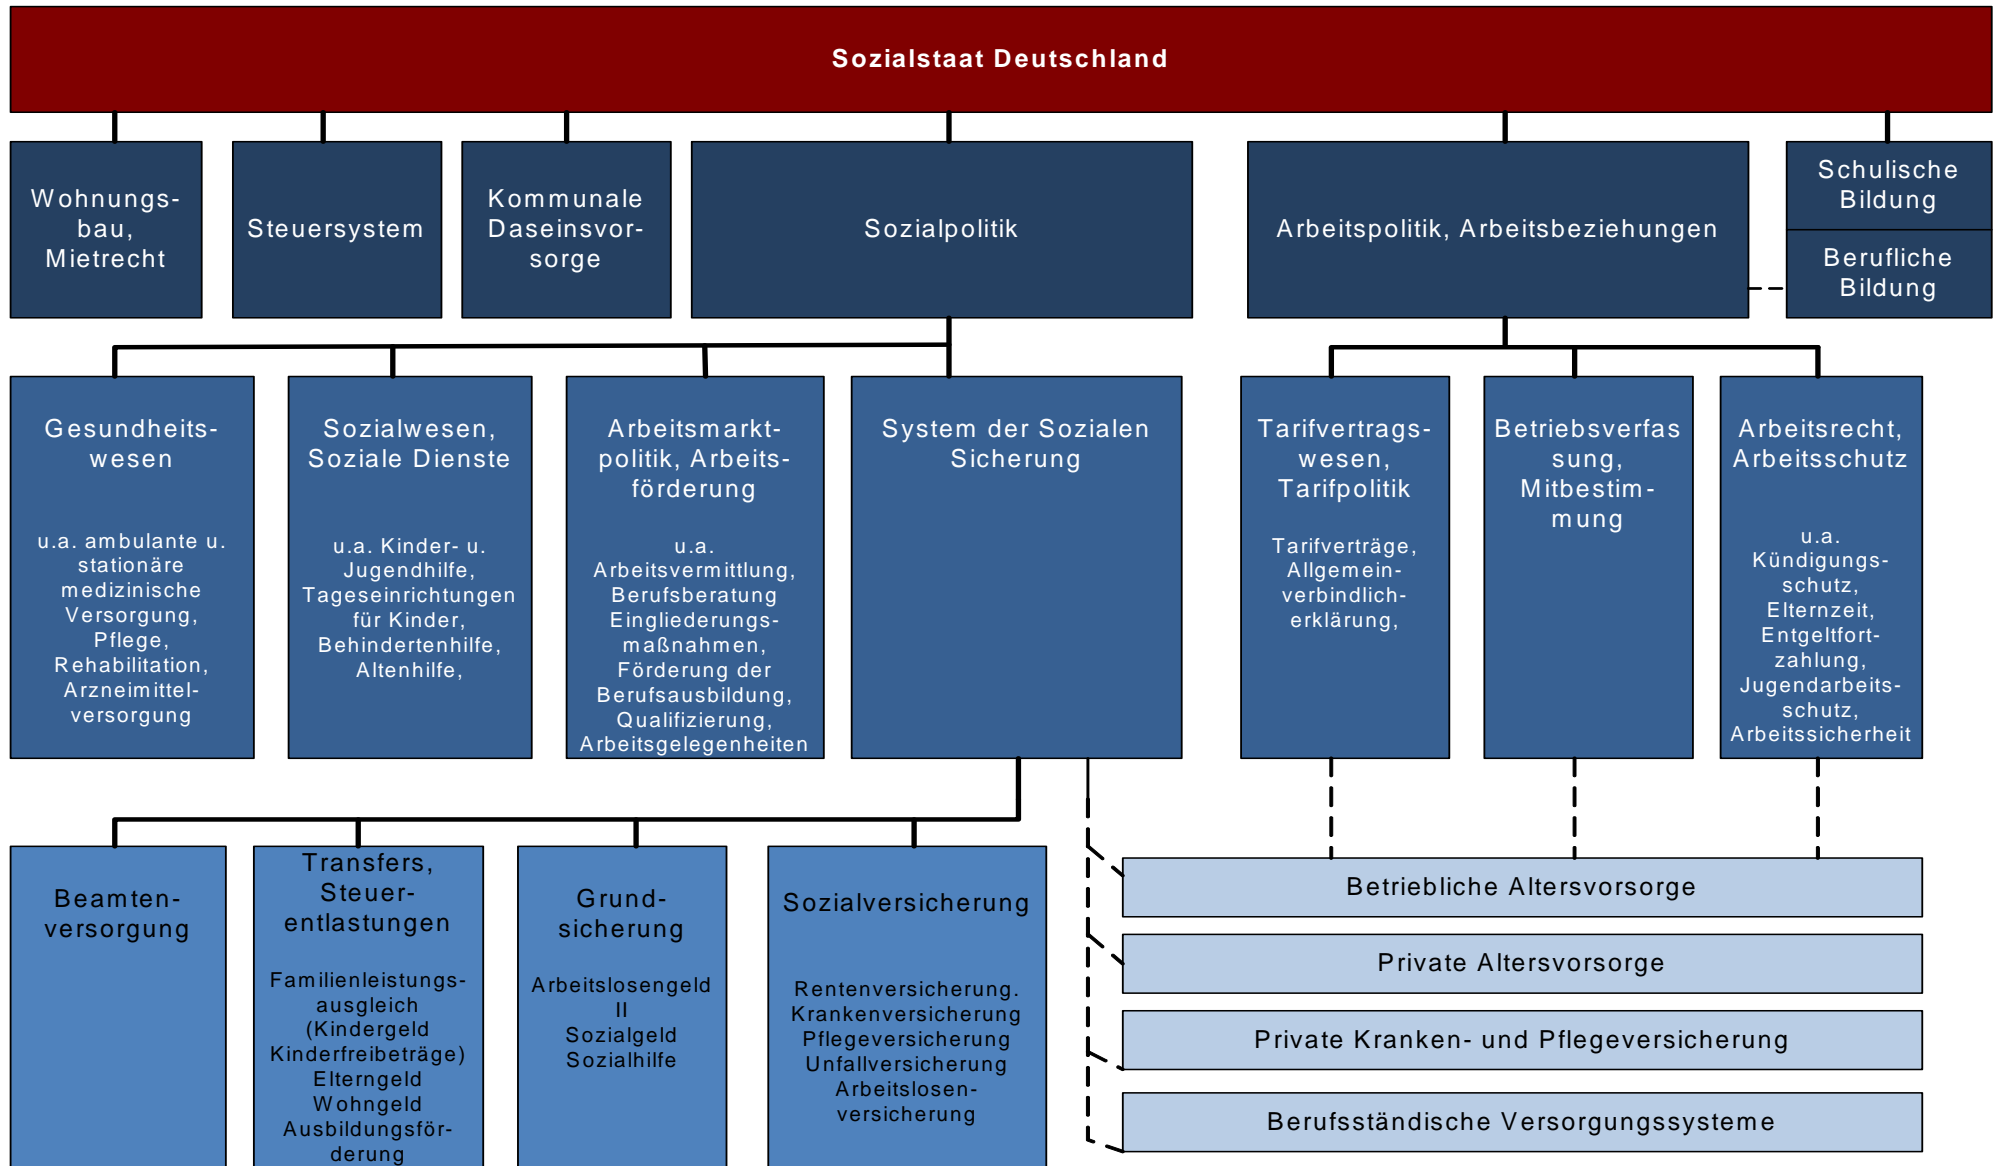 Sozialstaat Deutschland
Wohnungs-
bau,
Mietrecht
Steuersystem
Kommunale
Daseinsvor-
sorge
Sozialpolitik
Arbeitspolitik, Arbeitsbeziehungen
Schulische
Bildung
Berufliche
Bildung
Gesundheits-
wesen
u.a. ambulante u.
stationäre
medizinische
Versorgung,
Pflege,
Rehabilitation,
Arzneimittel-
versorgung
Sozialwesen,
Soziale Dienste
u.a. Kinder- u.
Jugendhilfe,
Tageseinrichtungen
für Kinder,
Behindertenhilfe,
Altenhilfe,
Arbeitsmarkt-
politik, Arbeits-
förderung
u.a.
Arbeitsvermittlung,
Berufsberatung
Eingliederungs-
maßnahmen,
Förderung der
Berufsausbildung,
Qualifizierung,
Arbeitsgelegenheiten
System der Sozialen
Sicherung
Tarifvertrags-
wesen,
Tarifpolitik
Tarifverträge,
Allgemein-
verbindlich-
erklärung,
Betriebsverfas
sung,
Mitbestim-
mung
Arbeitsrecht,
Arbeitsschutz
u.a.
Kündigungs-
schutz,
Elternzeit,
Entgeltfort-
zahlung,
Jugendarbeits-
schutz,
Arbeitssicherheit
Beamten-
versorgung
Transfers,
Steuer-
entlastungen
Familienleistungs-
ausgleich
(Kindergeld
Kinderfreibeträge)
Elterngeld
Wohngeld
Ausbildungsför-
derung
Grund-
sicherung
Arbeitslosengeld
II
Sozialgeld
Sozialhilfe
Sozialversicherung
Rentenversicherung.
Krankenversicherung
Pflegeversicherung
Unfallversicherung
Arbeitslosen-
versicherung
Betriebliche Altersvorsorge
Private Altersvorsorge
Private Kranken- und Pflegeversicherung
Berufsständische Versorgungssysteme